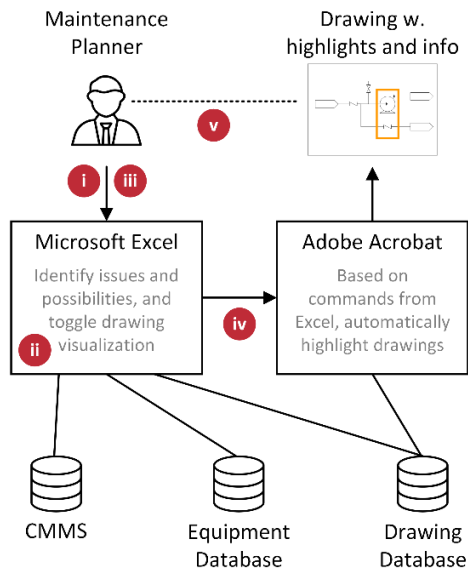 Maintenance
Planner
Drawing w.
highlights and info
v
i
iii
Microsoft Excel
Identify issues and
possibilities, and
toggle drawing
visualization
ii
iv
Adobe Acrobat
Based on
commands from
Excel, automatically
highlight drawings
CMMS
Equipment
Database
Drawing
Database